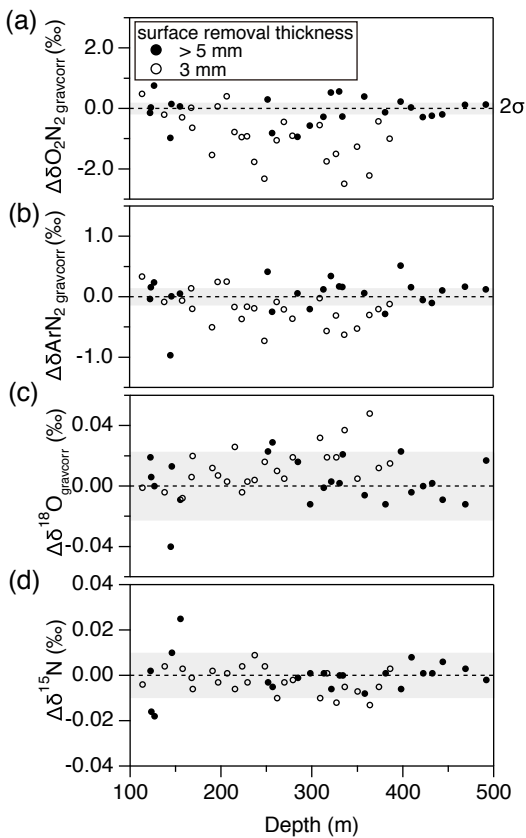 (a)
surface removal thickness
> 5 mm
3 mm
ΔδO₂N₂ gravcorr (‰)
2.0
0.0
-2.0
2σ
(b)
ΔδArN₂ gravcorr (‰)
1.0
0.0
-1.0
(c)
Δδ¹⁸O gravcorr (‰)
0.04
0.00
-0.04
(d)
Δδ¹⁵N (‰)
0.04
0.02
0.00
-0.02
-0.04
100 200 300 400 500
Depth (m)